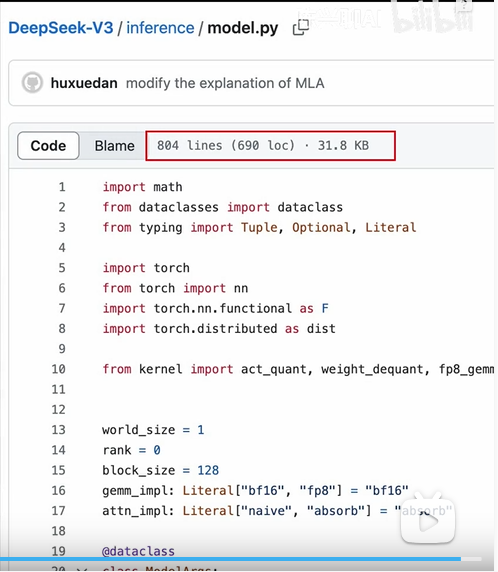 DeepSeek-V3 / inference / model.py
bilibili
huxuedan modify the explanation of MLA
Code Blame 804 lines (690 loc) · 31.8 KB
1 import math
2 from dataclasses import dataclass
3 from typing import Tuple, Optional, Literal
4
5 import torch
6 from torch import nn
7 import torch.nn.functional as F
8 import torch.distributed as dist
9
10 from kernel import act_quant, weight_dequant, fp8_gemm
11
12
13 world_size = 1
14 rank = 0
15 block_size = 128
16 gemm_impl: Literal["bf16", "fp8"] = "bf16"
17 attn_impl: Literal["naive", "absorb"] = "absorb"
18
19 @dataclass
20 class ModelArgs: